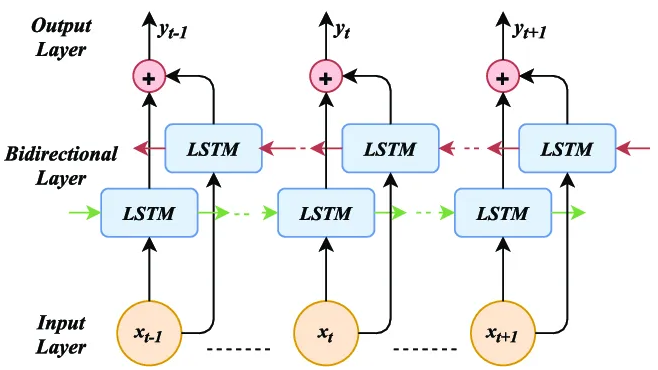 Output
Layer
y_{t-1}
y_t
y_{t+1}
+
+
+
Bidirectional
Layer
LSTM
LSTM
LSTM
LSTM
LSTM
LSTM
Input
Layer
x_{t-1}
x_t
x_{t+1}